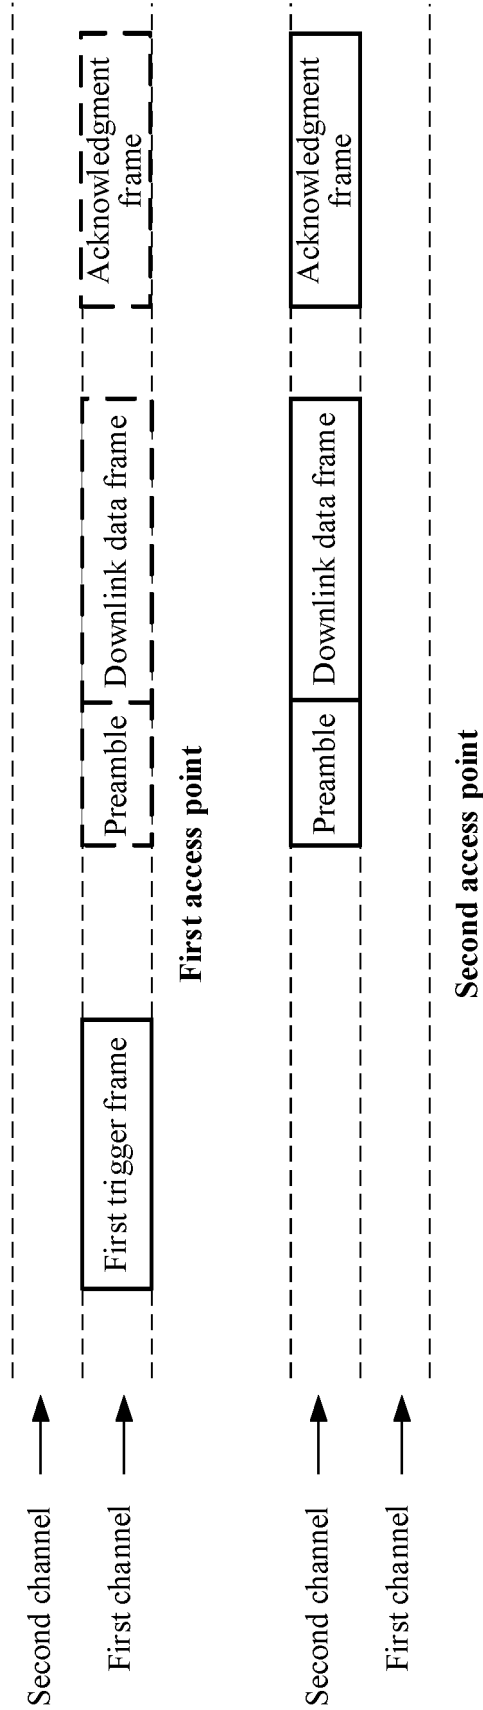 Second channel
First channel
First trigger frame
Preamble
Downlink data frame
Acknowledgment
frame
First access point
Second channel
First channel
Preamble
Downlink data frame
Acknowledgment
frame
Second access point